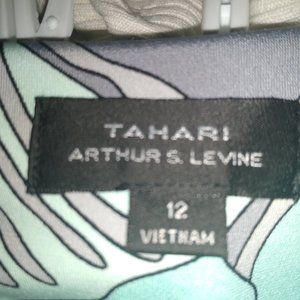 TAHARI
ARTHUR S. LEVINE
12
VIETNAM